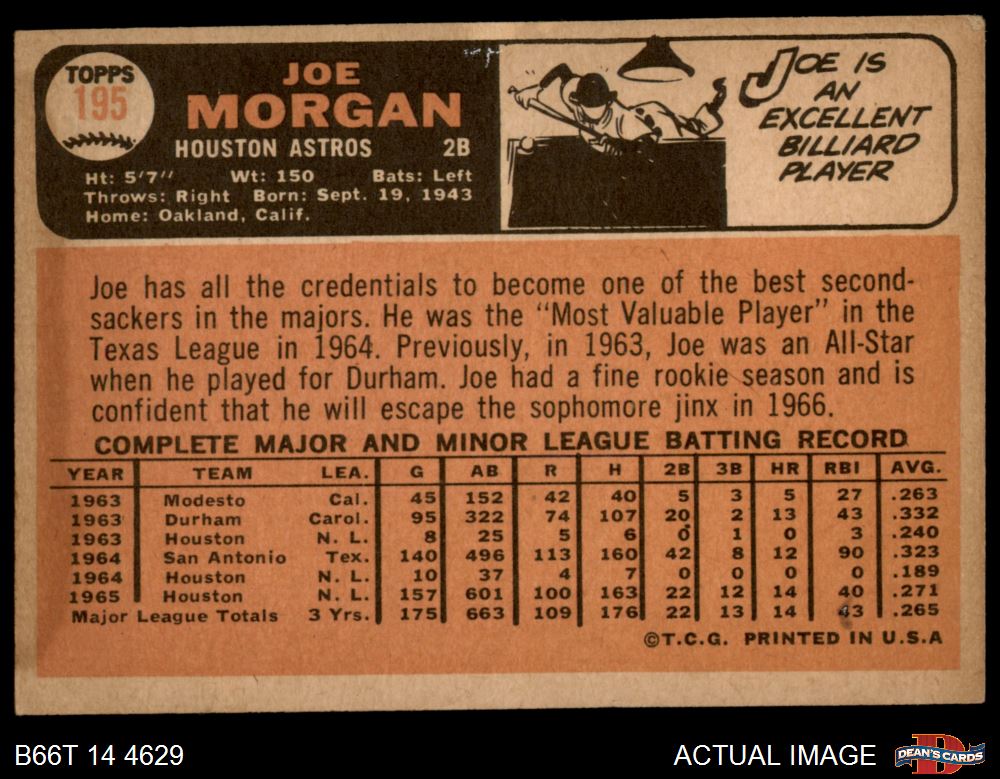 TOPPS
195
JOE
MORGAN
HOUSTON ASTROS 2B
Ht: 5'7" Wt: 150 Bats: Left
Throws: Right Born: Sept. 19, 1943
Home: Oakland, Calif.
JOE IS
AN
EXCELLENT
BILLIARD
PLAYER
Joe has all the credentials to become one of the best second-
sackers in the majors. He was the "Most Valuable Player" in the
Texas League in 1964. Previously, in 1963, Joe was an All-Star
when he played for Durham. Joe had a fine rookie season and is
confident that he will escape the sophomore jinx in 1966.
COMPLETE MAJOR AND MINOR LEAGUE BATTING RECORD
YEAR TEAM LEA. G AB R H 2B 3B HR RBI AVG.
1963 Modesto Cal. 45 152 42 40 5 3 5 27 .263
1963 Durham Carol. 95 322 74 107 20 2 13 43 .332
1963 Houston N. L. 8 25 5 6 0 1 0 3 .240
1964 San Antonio Tex. 140 496 113 160 42 8 12 90 .323
1964 Houston N. L. 10 37 4 7 0 0 0 0 .189
1965 Houston N. L. 157 601 100 163 22 12 14 40 .271
Major League Totals 3 Yrs. 175 663 109 176 22 13 14 43 .265
©T.C.G. PRINTED IN U.S.A
B66T 14 4629
ACTUAL IMAGE
DEAN'S CARDS